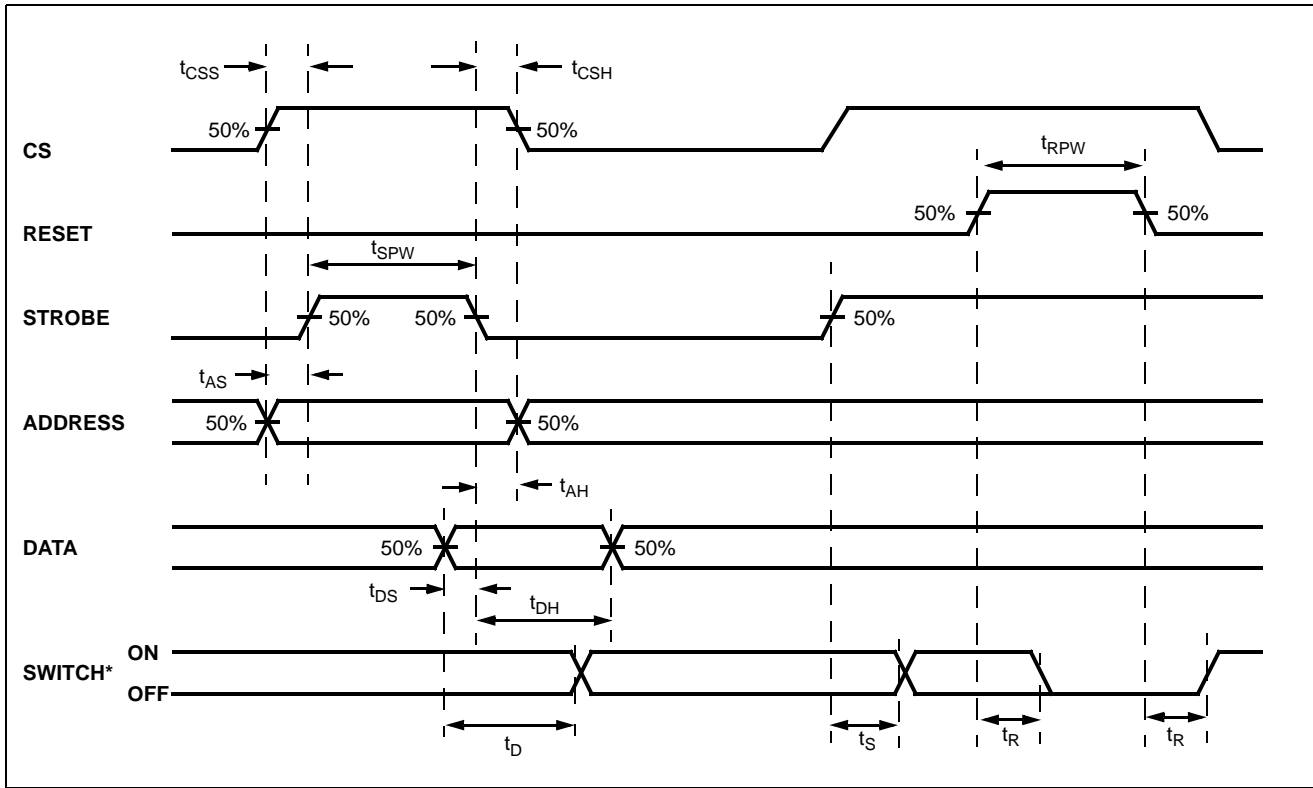 tCSS
tCSH
50%
50%
CS
tRPW
50%
50%
RESET
tSPW
50%
50%
50%
STROBE
tAS
50%
50%
ADDRESS
tAH
50%
50%
DATA
tDS
tDH
ON
SWITCH*
OFF
tD
tS
tR
tR